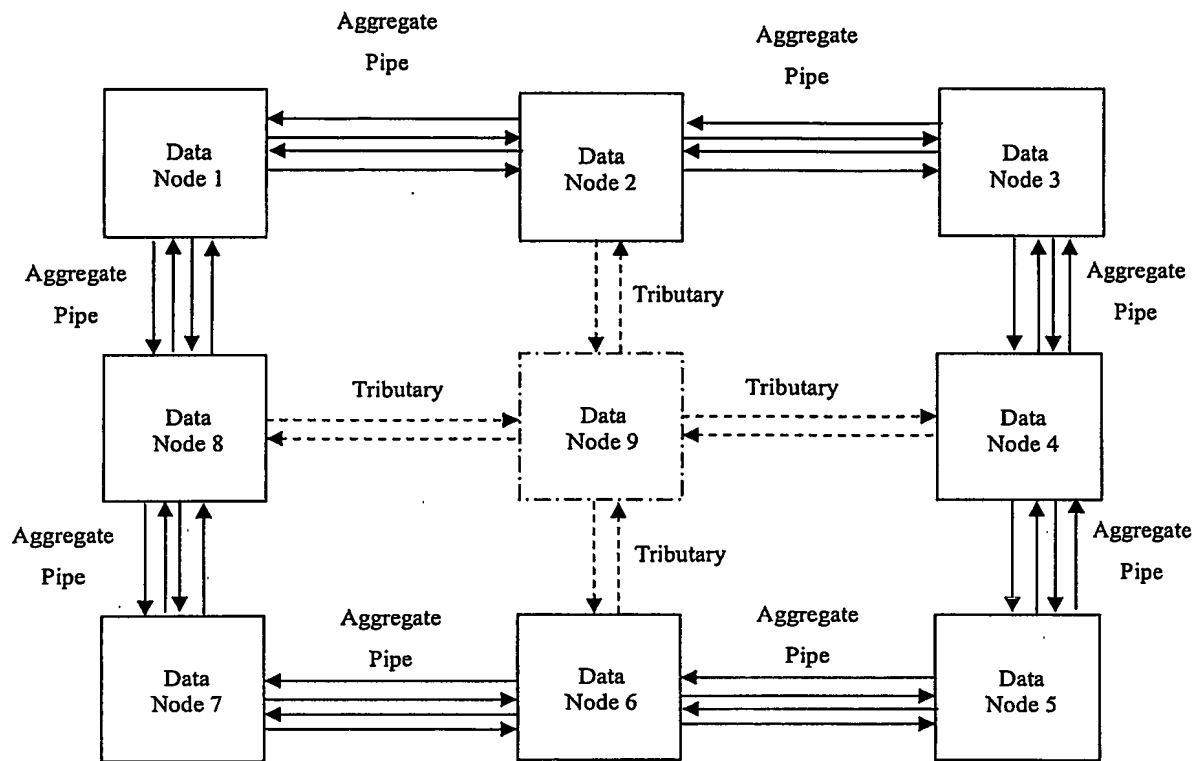 Aggregate
Pipe
Aggregate
Pipe
Data
Node 1
Data
Node 2
Data
Node 3
Aggregate
Pipe
Tributary
Aggregate
Pipe
Data
Node 8
Tributary
Data
Node 9
Tributary
Data
Node 4
Aggregate
Pipe
Tributary
Aggregate
Pipe
Data
Node 7
Aggregate
Pipe
Data
Node 6
Aggregate
Pipe
Data
Node 5